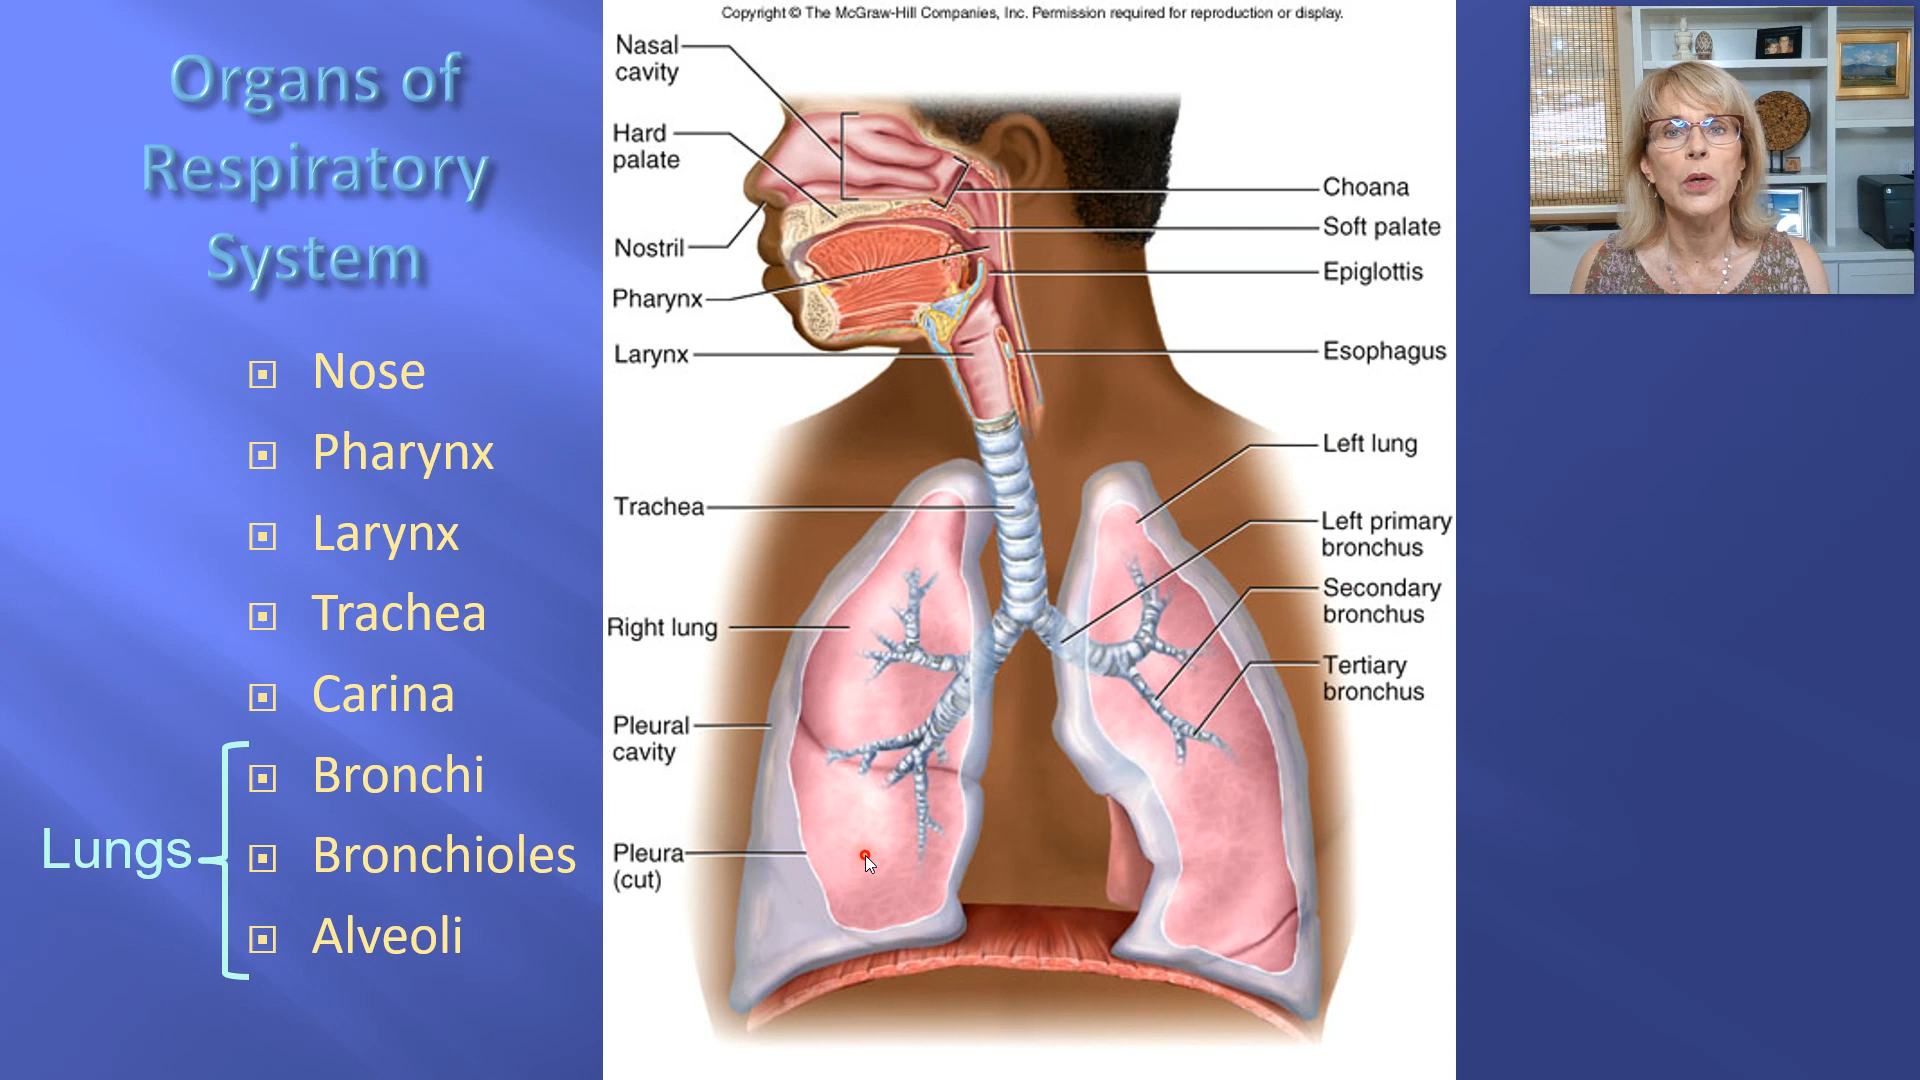 Organs of
Respiratory
System
Nose
Pharynx
Larynx
Trachea
Carina
Bronchi
Bronchioles
Alveoli
Lungs
Copyright © The McGraw-Hill Companies, Inc. Permission required for reproduction or display.
Nasal
cavity
Hard
palate
Nostril
Pharynx
Larynx
Trachea
Right lung
Pleural
cavity
Pleura
(cut)
Choana
Soft palate
Epiglottis
Esophagus
Left lung
Left primary
bronchus
Secondary
bronchus
Tertiary
bronchus